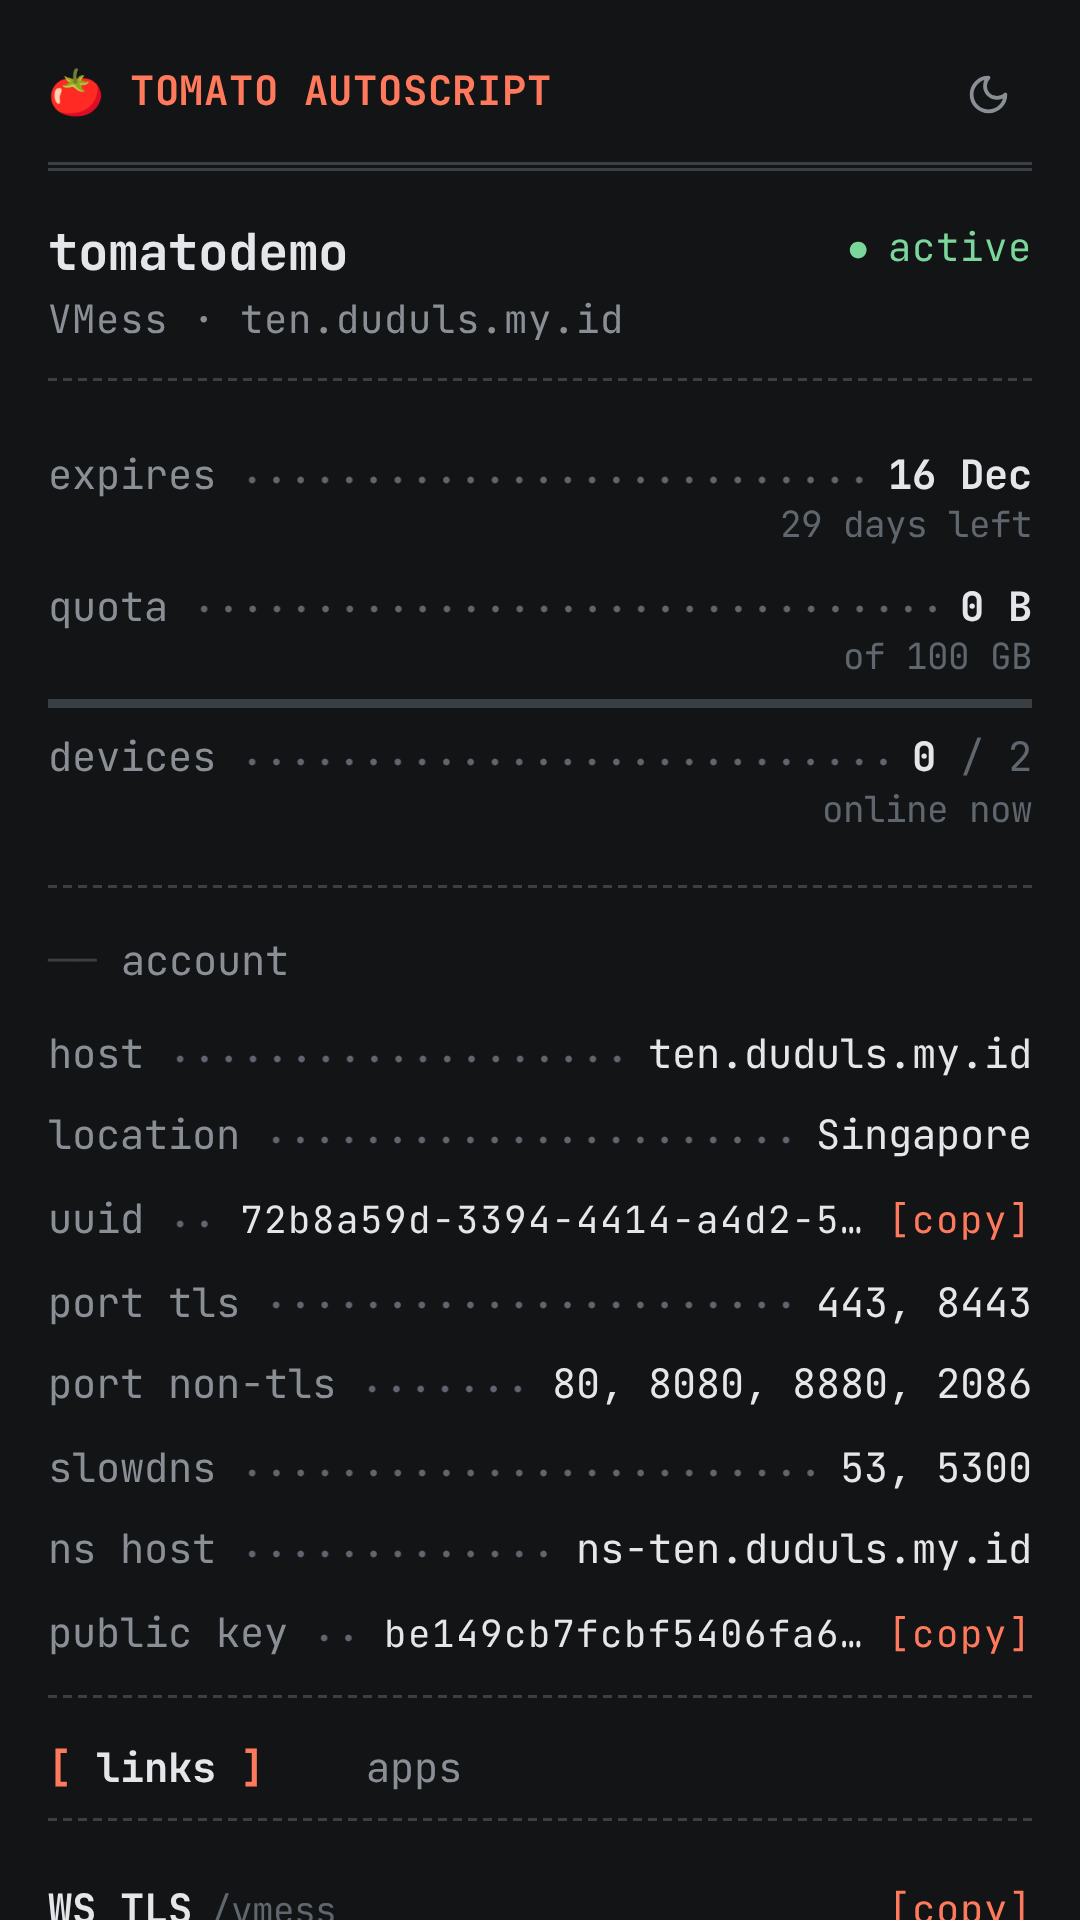 TOMATO AUTOSCRIPT
tomatodemo
active
VMess · ten.duduls.my.id
expires 16 Dec
29 days left
quota 0 B
of 100 GB
devices 0 / 2
online now
account
host ten.duduls.my.id
location Singapore
uuid 72b8a59d-3394-4414-a4d2-5… [copy]
port tls 443, 8443
port non-tls 80, 8080, 8880, 2086
slowdns 53, 5300
ns host ns-ten.duduls.my.id
public key be149cb7fcbf5406fa6… [copy]
[ links ] apps
WS TLS /vmess [copy]